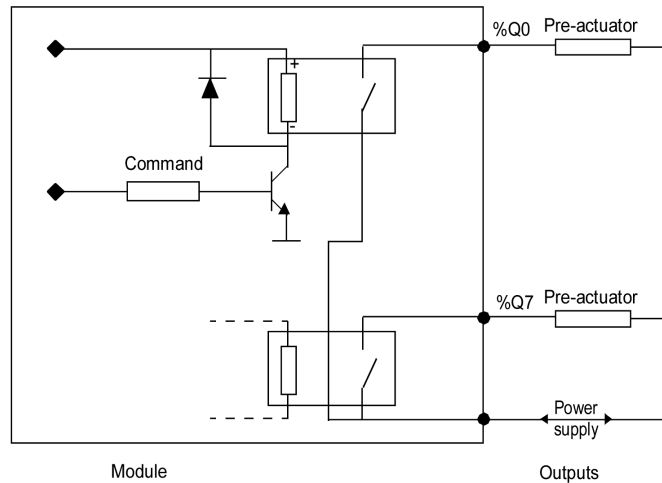 %Q0
Pre-actuator
+
-
Command
%Q7
Pre-actuator
Power
supply
Module
Outputs